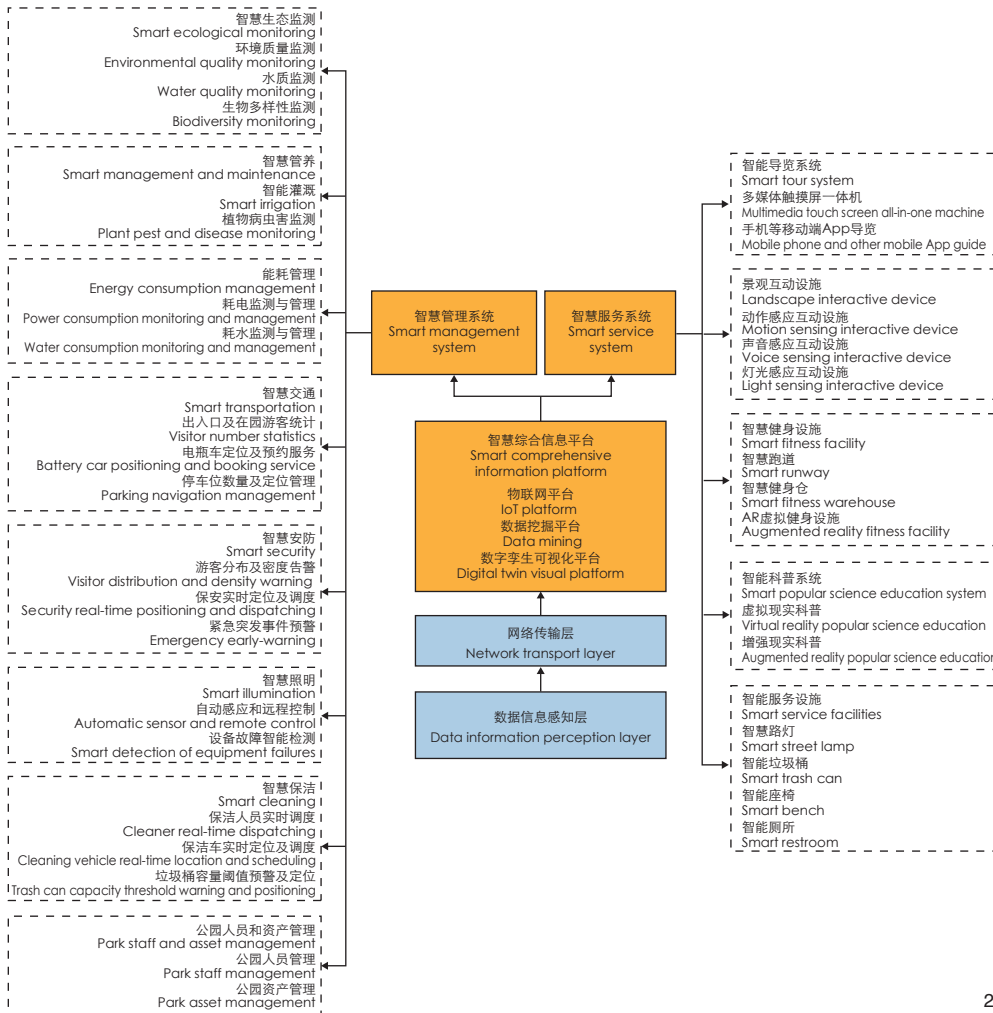 智慧生态监测
Smart ecological monitoring
环境质量监测
Environmental quality monitoring
水质监测
Water quality monitoring
生物多样性监测
Biodiversity monitoring
智慧管养
Smart management and maintenance
智能灌溉
Smart irrigation
植物病虫害监测
Plant pest and disease monitoring
能耗管理
Energy consumption management
耗电监测与管理
Power consumption monitoring and management
耗水监测与管理
Water consumption monitoring and management
智慧交通
Smart transportation
出入口及在园游客统计
Visitor number statistics
电瓶车定位及预约服务
Battery car positioning and booking service
停车位数量及定位管理
Parking navigation management
智慧安防
Smart security
游客分布及密度告警
Visitor distribution and density warning
保安实时定位及调度
Security real-time positioning and dispatching
紧急突发事件预警
Emergency early-warning
智慧照明
Smart illumination
自动感应和远程控制
Automatic sensor and remote control
设备故障智能检测
Smart detection of equipment failures
智慧保洁
Smart cleaning
保洁人员实时调度
Cleaner real-time dispatching
保洁车实时定位及调度
Cleaning vehicle real-time location and scheduling
垃圾桶容量阈值预警及定位
Trash can capacity threshold warning and positioning
公园人员和资产管理
Park staff and asset management
公园人员管理
Park staff management
公园资产管理
Park asset management
智慧管理系统
Smart management
system
智慧服务系统
Smart service
system
智慧综合信息平台
Smart comprehensive
information platform
物联网平台
IoT platform
数据挖掘平台
Data mining
数字孪生可视化平台
Digital twin visual platform
网络传输层
Network transport layer
数据信息感知层
Data information perception layer
智能导览系统
Smart tour system
多媒体触摸屏一体机
Multimedia touch screen all-in-one machine
手机等移动端App导览
Mobile phone and other mobile App guide
景观互动设施
Landscape interactive device
动作感应互动设施
Motion sensing interactive device
声音感应互动设施
Voice sensing interactive device
灯光感应互动设施
Light sensing interactive device
智慧健身设施
Smart fitness facility
智慧跑道
Smart runway
智慧健身仓
Smart fitness warehouse
AR虚拟健身设施
Augmented reality fitness facility
智能科普系统
Smart popular science education system
虚拟现实科普
Virtual reality popular science education
增强现实科普
Augmented reality popular science education
智能服务设施
Smart service facilities
智慧路灯
Smart street lamp
智能垃圾桶
Smart trash can
智能座椅
Smart bench
智能厕所
Smart restroom
2